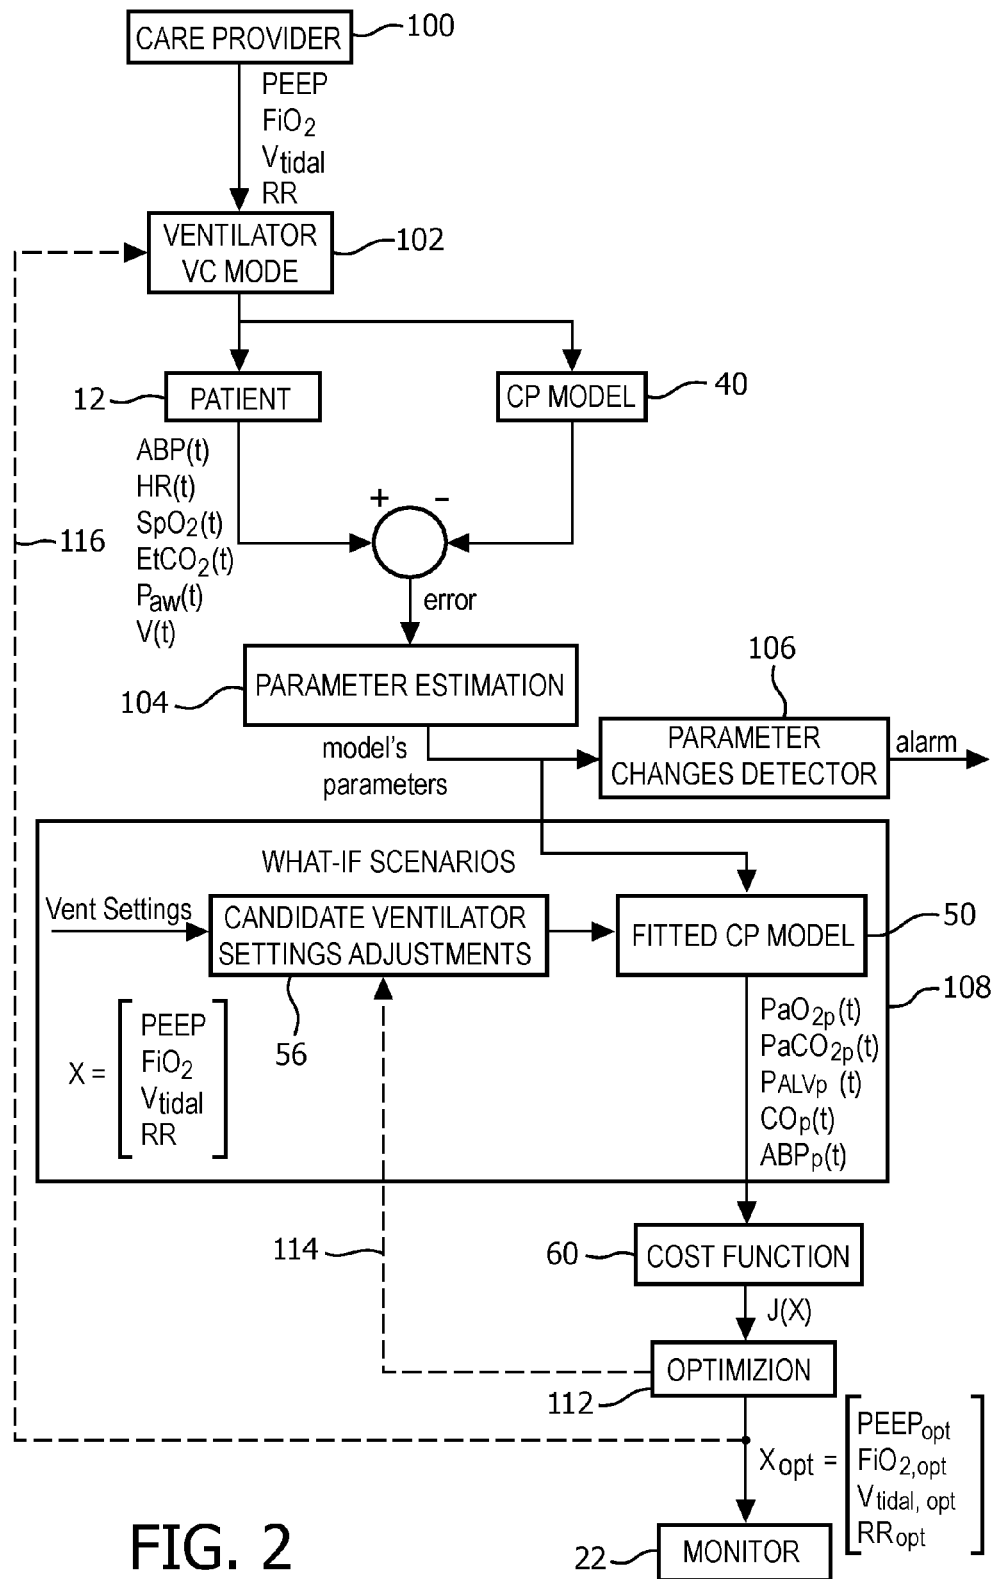 CARE PROVIDER
100
PEEP
FiO2
Vtidal
RR
VENTILATOR
VC MODE
102
12
PATIENT
CP MODEL
40
ABP(t)
HR(t)
SpO2(t)
EtCO2(t)
Paw(t)
V(t)
+ −
116
error
104
PARAMETER ESTIMATION
106
model's
parameters
PARAMETER
CHANGES DETECTOR
alarm
WHAT-IF SCENARIOS
Vent Settings
CANDIDATE VENTILATOR
SETTINGS ADJUSTMENTS
56
FITTED CP MODEL
50
108
X =
PEEP
FiO2
Vtidal
RR
PaO2p(t)
PaCO2p(t)
PALVp (t)
COp(t)
ABPp(t)
114
60
COST FUNCTION
J(X)
OPTIMIZION
112
Xopt =
PEEPopt
FiO2,opt
Vtidal, opt
RRopt
22
MONITOR
FIG. 2